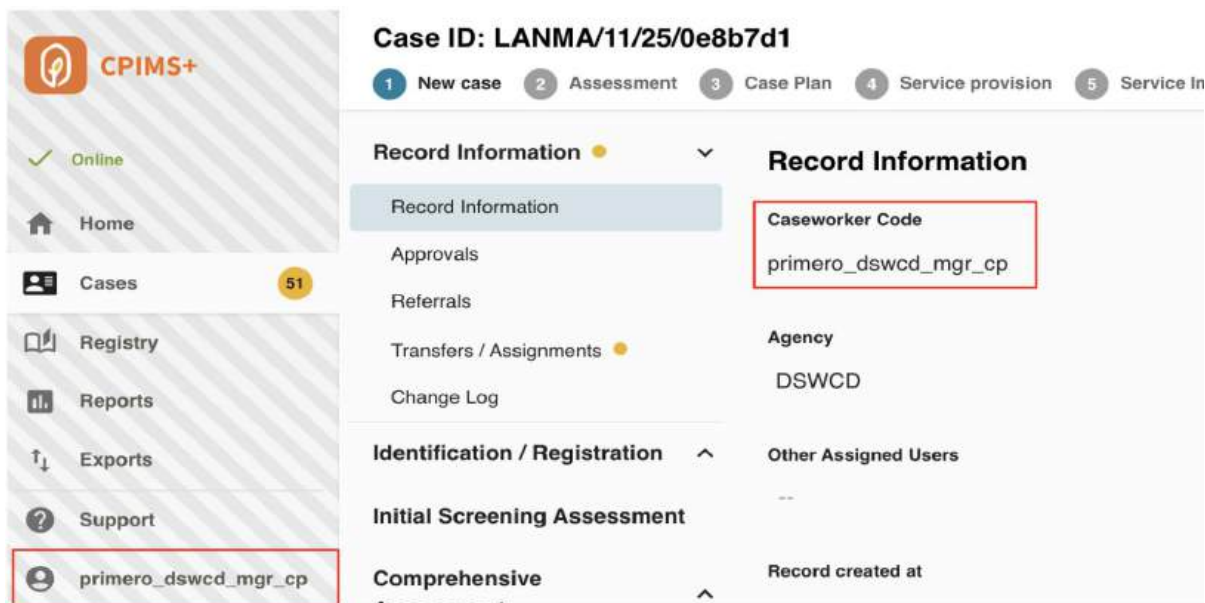 CPIMS+
Online
Home
Cases 51
Registry
Reports
Exports
Support
primero_dswcd_mgr_cp
Case ID: LANMA/11/25/0e8b7d1
1 New case 2 Assessment 3 Case Plan 4 Service provision 5 Service
Record Information
Record Information
Approvals
Referrals
Transfers / Assignments
Change Log
Identification / Registration
Initial Screening Assessment
Comprehensive
Record Information
Caseworker Code
primero_dswcd_mgr_cp
Agency
DSWCD
Other Assigned Users
--
Record created at